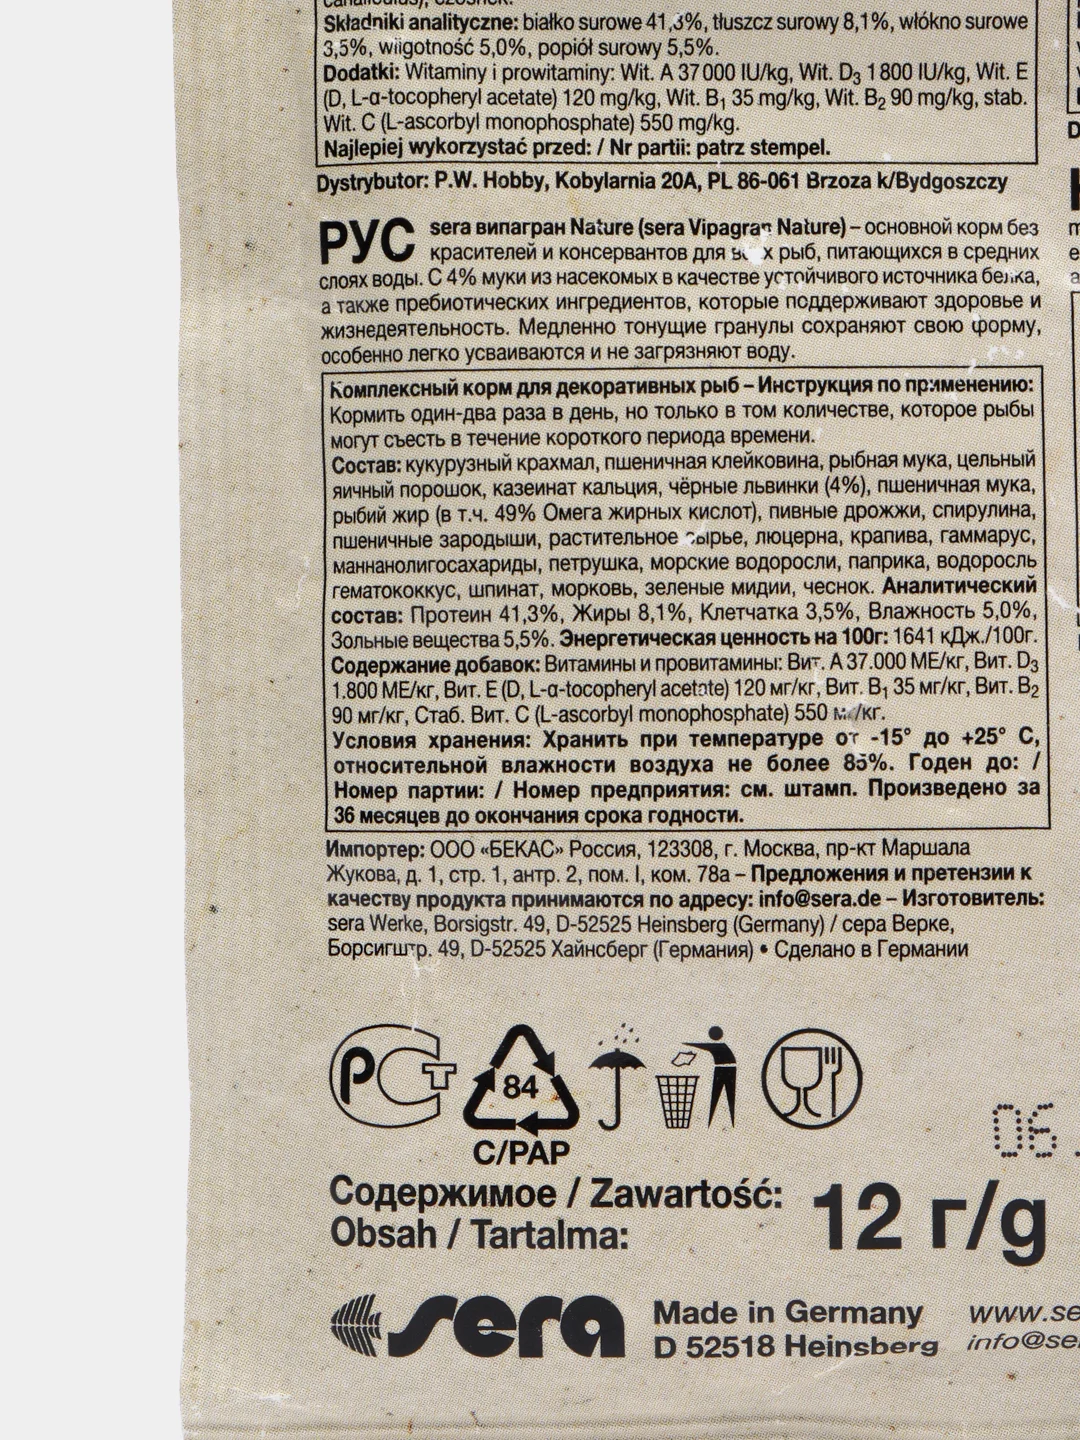 Składniki analityczne: białko surowe 41,3%, tłuszcz surowy 8,1%, włókno surowe
3,5%, wilgotność 5,0%, popiół surowy 5,5%.
Dodatki: Witaminy i prowitaminy: Wit. A 37 000 IU/kg, Wit. D₃ 1 800 IU/kg, Wit. E
(D, L-α-tocopheryl acetate) 120 mg/kg, Wit. B₁ 35 mg/kg, Wit. B₂ 90 mg/kg, stab.
Wit. C (L-ascorbyl monophosphate) 550 mg/kg.
Najlepiej wykorzystać przed: / Nr partii: patrz stempel.
Dystrybutor: P.W. Hobby, Kobylarnia 20A, PL 86-061 Brzoza k/Bydgoszczy
РУС sera випагран Nature (sera Vipagran Nature) – основной корм без
красителей и консервантов для всех рыб, питающихся в средних
слоях воды. С 4% муки из насекомых в качестве устойчивого источника белка,
а также пребиотических ингредиентов, которые поддерживают здоровье и
жизнедеятельность. Медленно тонущие гранулы сохраняют свою форму,
особенно легко усваиваются и не загрязняют воду.
Комплексный корм для декоративных рыб – Инструкция по применению:
Кормить один-два раза в день, но только в том количестве, которое рыбы
могут съесть в течение короткого периода времени.
Состав: кукурузный крахмал, пшеничная клейковина, рыбная мука, цельный
яичный порошок, казеинат кальция, чёрные львинки (4%), пшеничная мука,
рыбий жир (в т.ч. 49% Омега жирных кислот), пивные дрожжи, спирулина,
пшеничные зародыши, растительное сырье, люцерна, крапива, гаммарус,
маннанолигосахариды, петрушка, морские водоросли, паприка, водоросль
гематококкус, шпинат, морковь, зеленые мидии, чеснок. Аналитический
состав: Протеин 41,3%, Жиры 8,1%, Клетчатка 3,5%, Влажность 5,0%,
Зольные вещества 5,5%. Энергетическая ценность на 100г: 1641 кДж./100г.
Содержание добавок: Витамины и провитамины: Вит. А 37.000 МЕ/кг, Вит. D₃
1.800 МЕ/кг, Вит. Е (D, L-α-tocopheryl acetate) 120 мг/кг, Вит. В₁ 35 мг/кг, Вит. В₂
90 мг/кг, Стаб. Вит. С (L-ascorbyl monophosphate) 550 мг/кг.
Условия хранения: Хранить при температуре от -15° до +25° С,
относительной влажности воздуха не более 85%. Годен до: /
Номер партии: / Номер предприятия: см. штамп. Произведено за
36 месяцев до окончания срока годности.
Импортер: ООО «БЕКАС» Россия, 123308, г. Москва, пр-кт Маршала
Жукова, д. 1, стр. 1, антр. 2, пом. I, ком. 78а – Предложения и претензии к
качеству продукта принимаются по адресу: info@sera.de – Изготовитель:
sera Werke, Borsigstr. 49, D-52525 Heinsberg (Germany) / сера Верке,
Борсигштр. 49, D-52525 Хайнсберг (Германия) • Сделано в Германии
РСТ
84
C/PAP
06.
Содержимое / Zawartość:
Obsah / Tartalma:
12 г/g
sera
Made in Germany
D 52518 Heinsberg
www.se
info@se